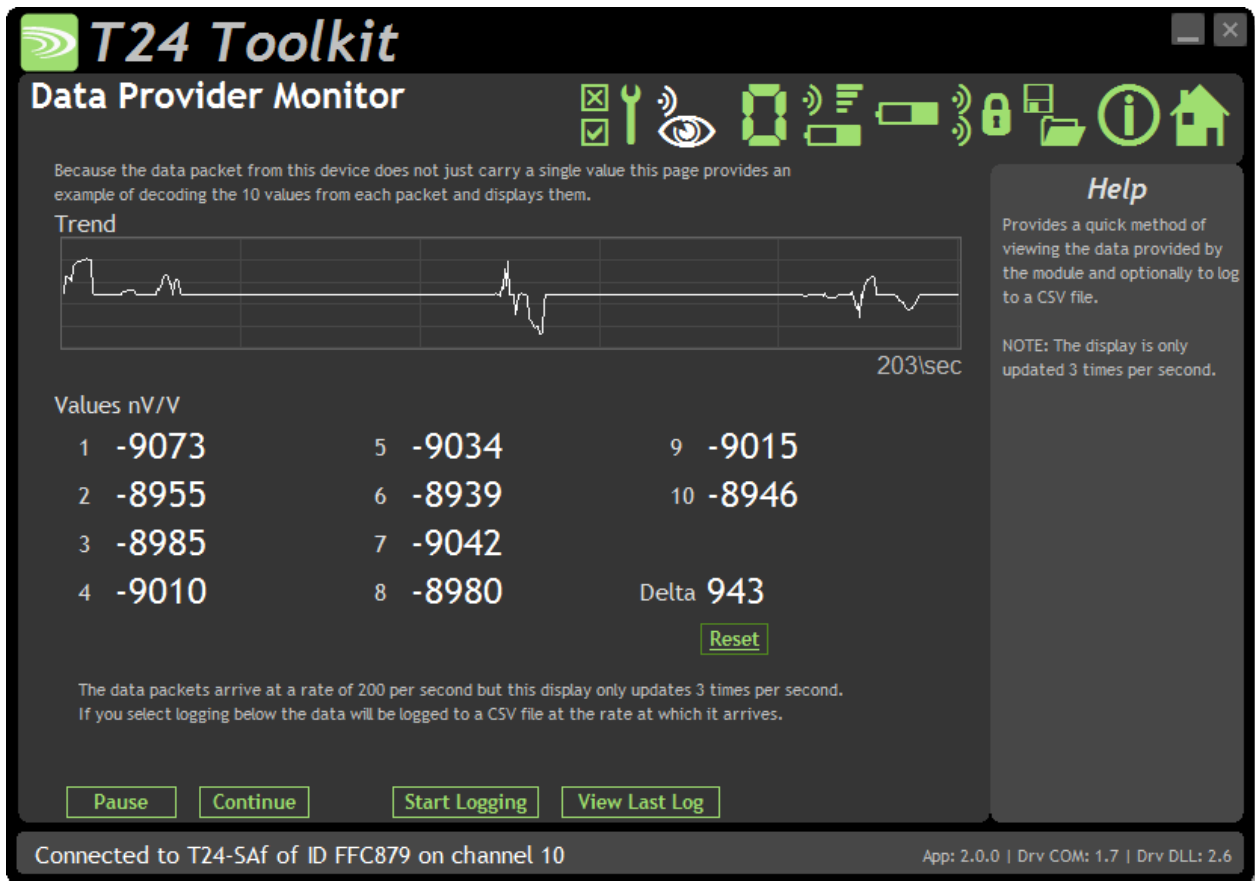 T24 Toolkit
Data Provider Monitor
Because the data packet from this device does not just carry a single value this page provides an
example of decoding the 10 values from each packet and displays them.
Trend
203\sec
Values nV/V
1 -9073
2 -8955
3 -8985
4 -9010
5 -9034
6 -8939
7 -9042
8 -8980
9 -9015
10 -8946
Delta 943
Reset
The data packets arrive at a rate of 200 per second but this display only updates 3 times per second.
If you select logging below the data will be logged to a CSV file at the rate at which it arrives.
Pause
Continue
Start Logging
View Last Log
Help
Provides a quick method of
viewing the data provided by
the module and optionally to log
to a CSV file.
NOTE: The display is only
updated 3 times per second.
Connected to T24-SAf of ID FFC879 on channel 10
App: 2.0.0 | Drv COM: 1.7 | Drv DLL: 2.6